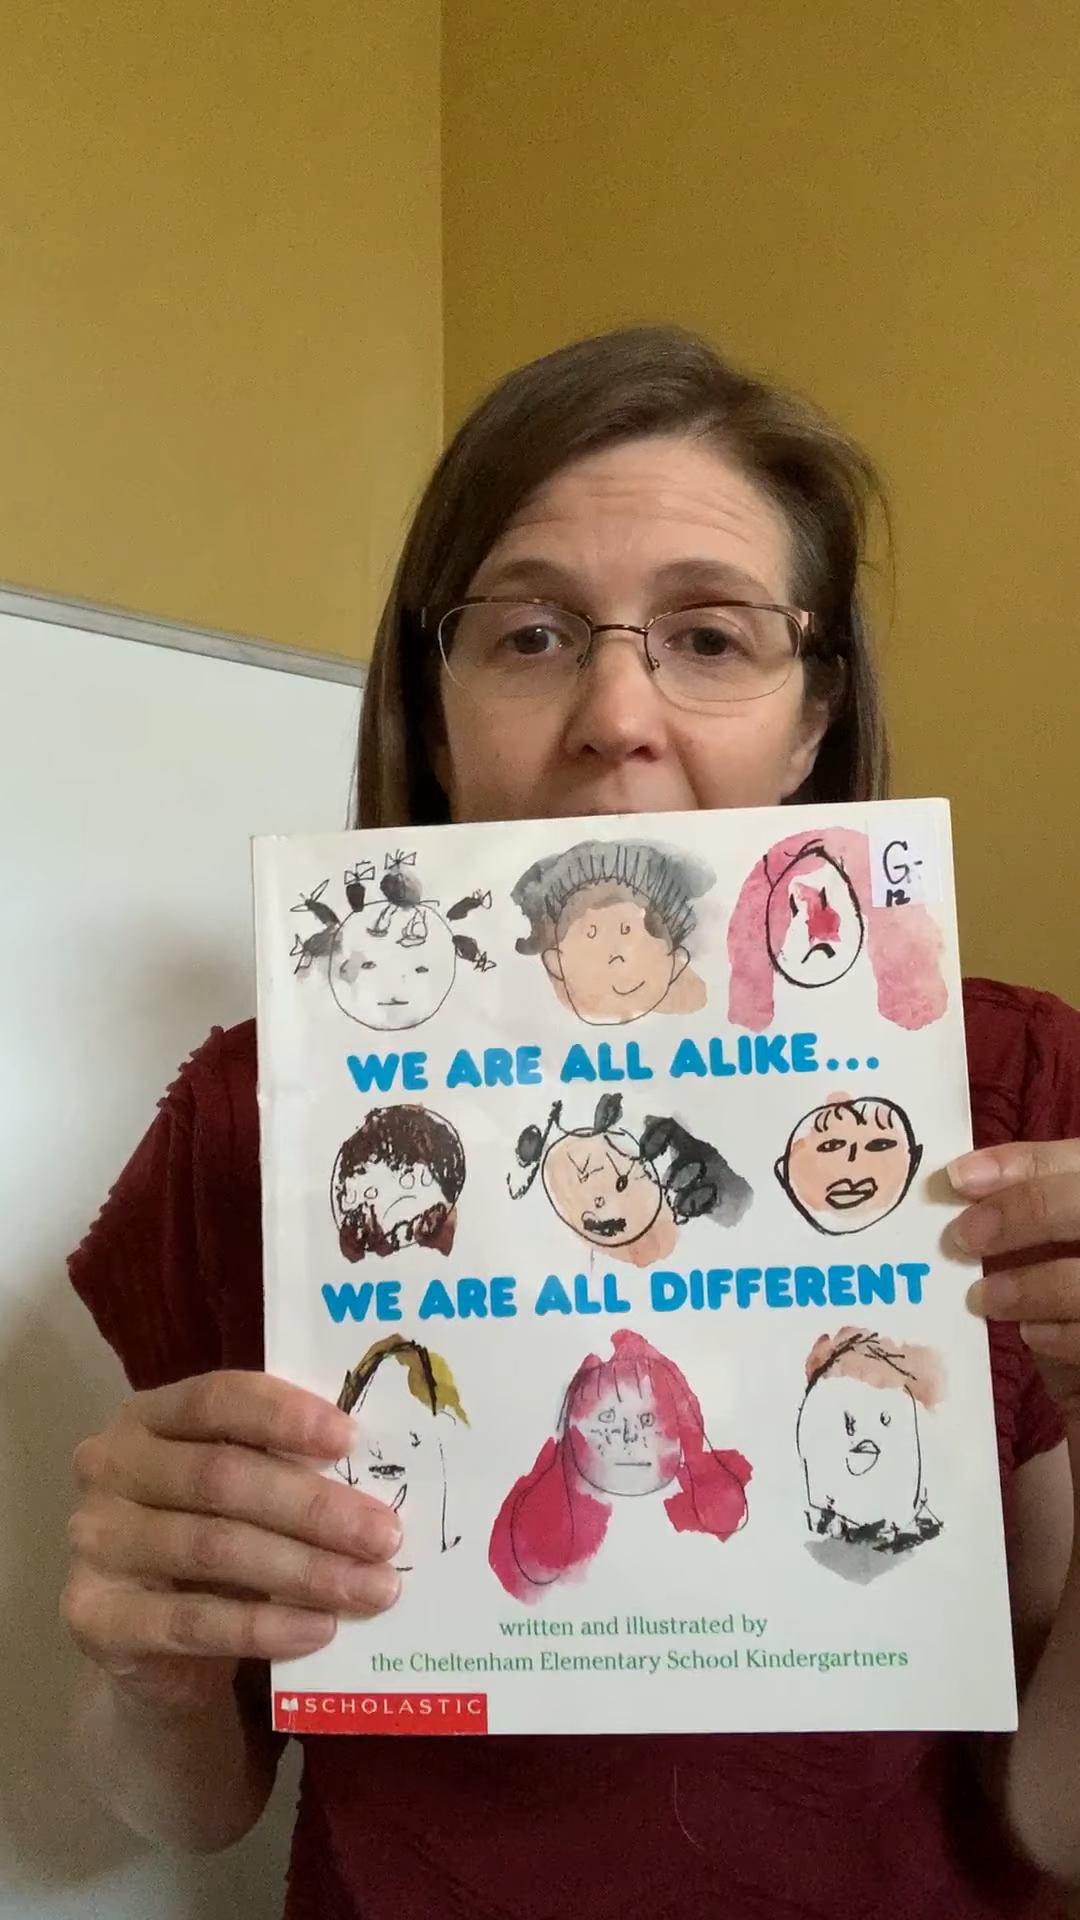 G-
12
WE ARE ALL ALIKE...
WE ARE ALL DIFFERENT
written and illustrated by
the Cheltenham Elementary School Kindergartners
SCHOLASTIC